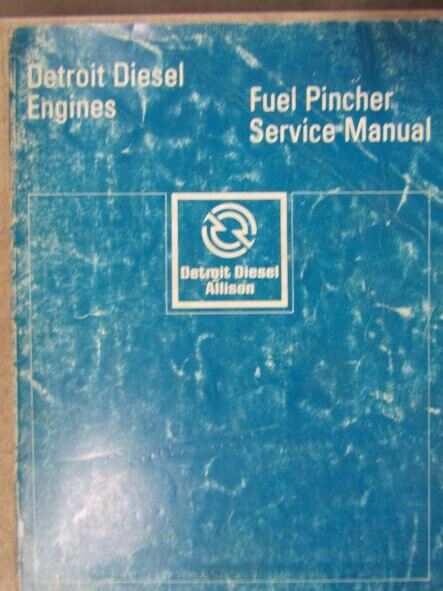 Detroit Diesel
Engines
Fuel Pincher
Service Manual
Detroit Diesel
Allison